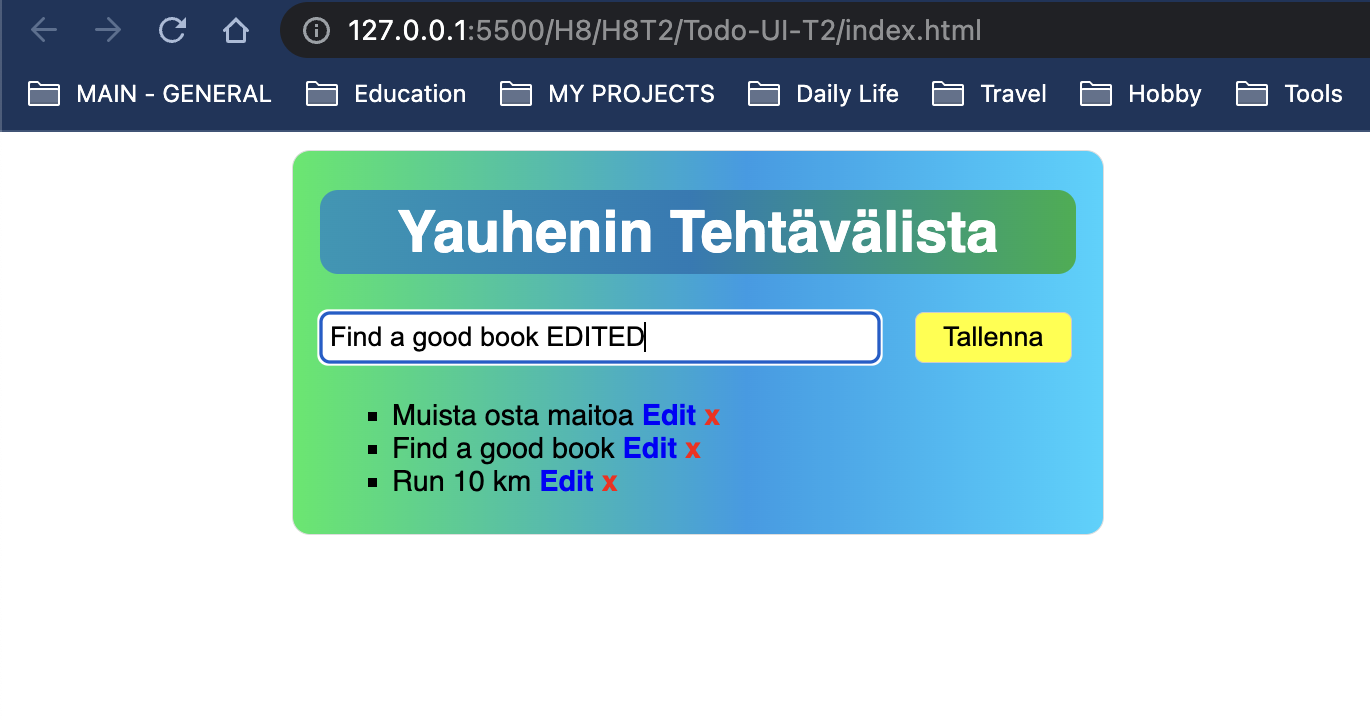 127.0.0.1:5500/H8/H8T2/Todo-UI-T2/index.html
MAIN - GENERAL Education MY PROJECTS Daily Life Travel Hobby Tools
Yauhenin Tehtävälista
Find a good book EDITED Tallenna
Muista osta maitoa Edit x
Find a good book Edit x
Run 10 km Edit x